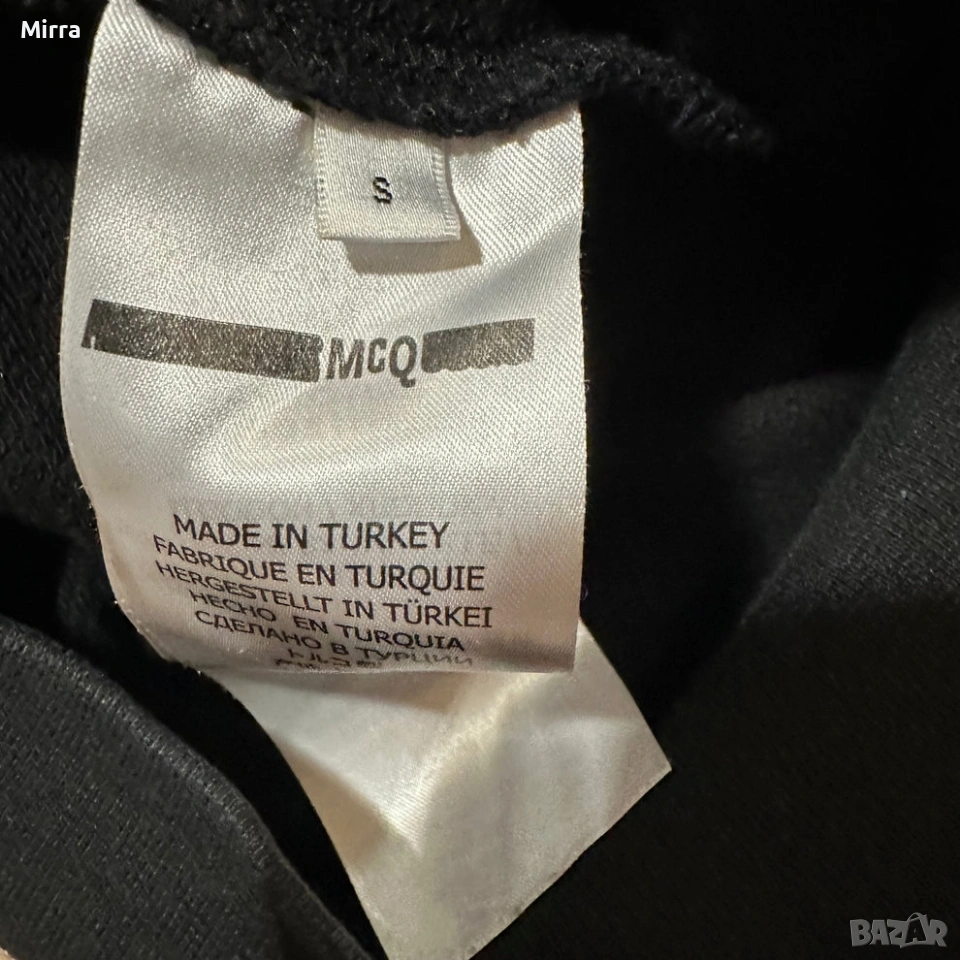 Mirra
S
MCQ
MADE IN TURKEY
FABRIQUE EN TURQUIE
HERGESTELLT IN TÜRKEI
HECHO EN TURQUIA
СДЕЛАНО В ТУРЦИИ
BAZAR